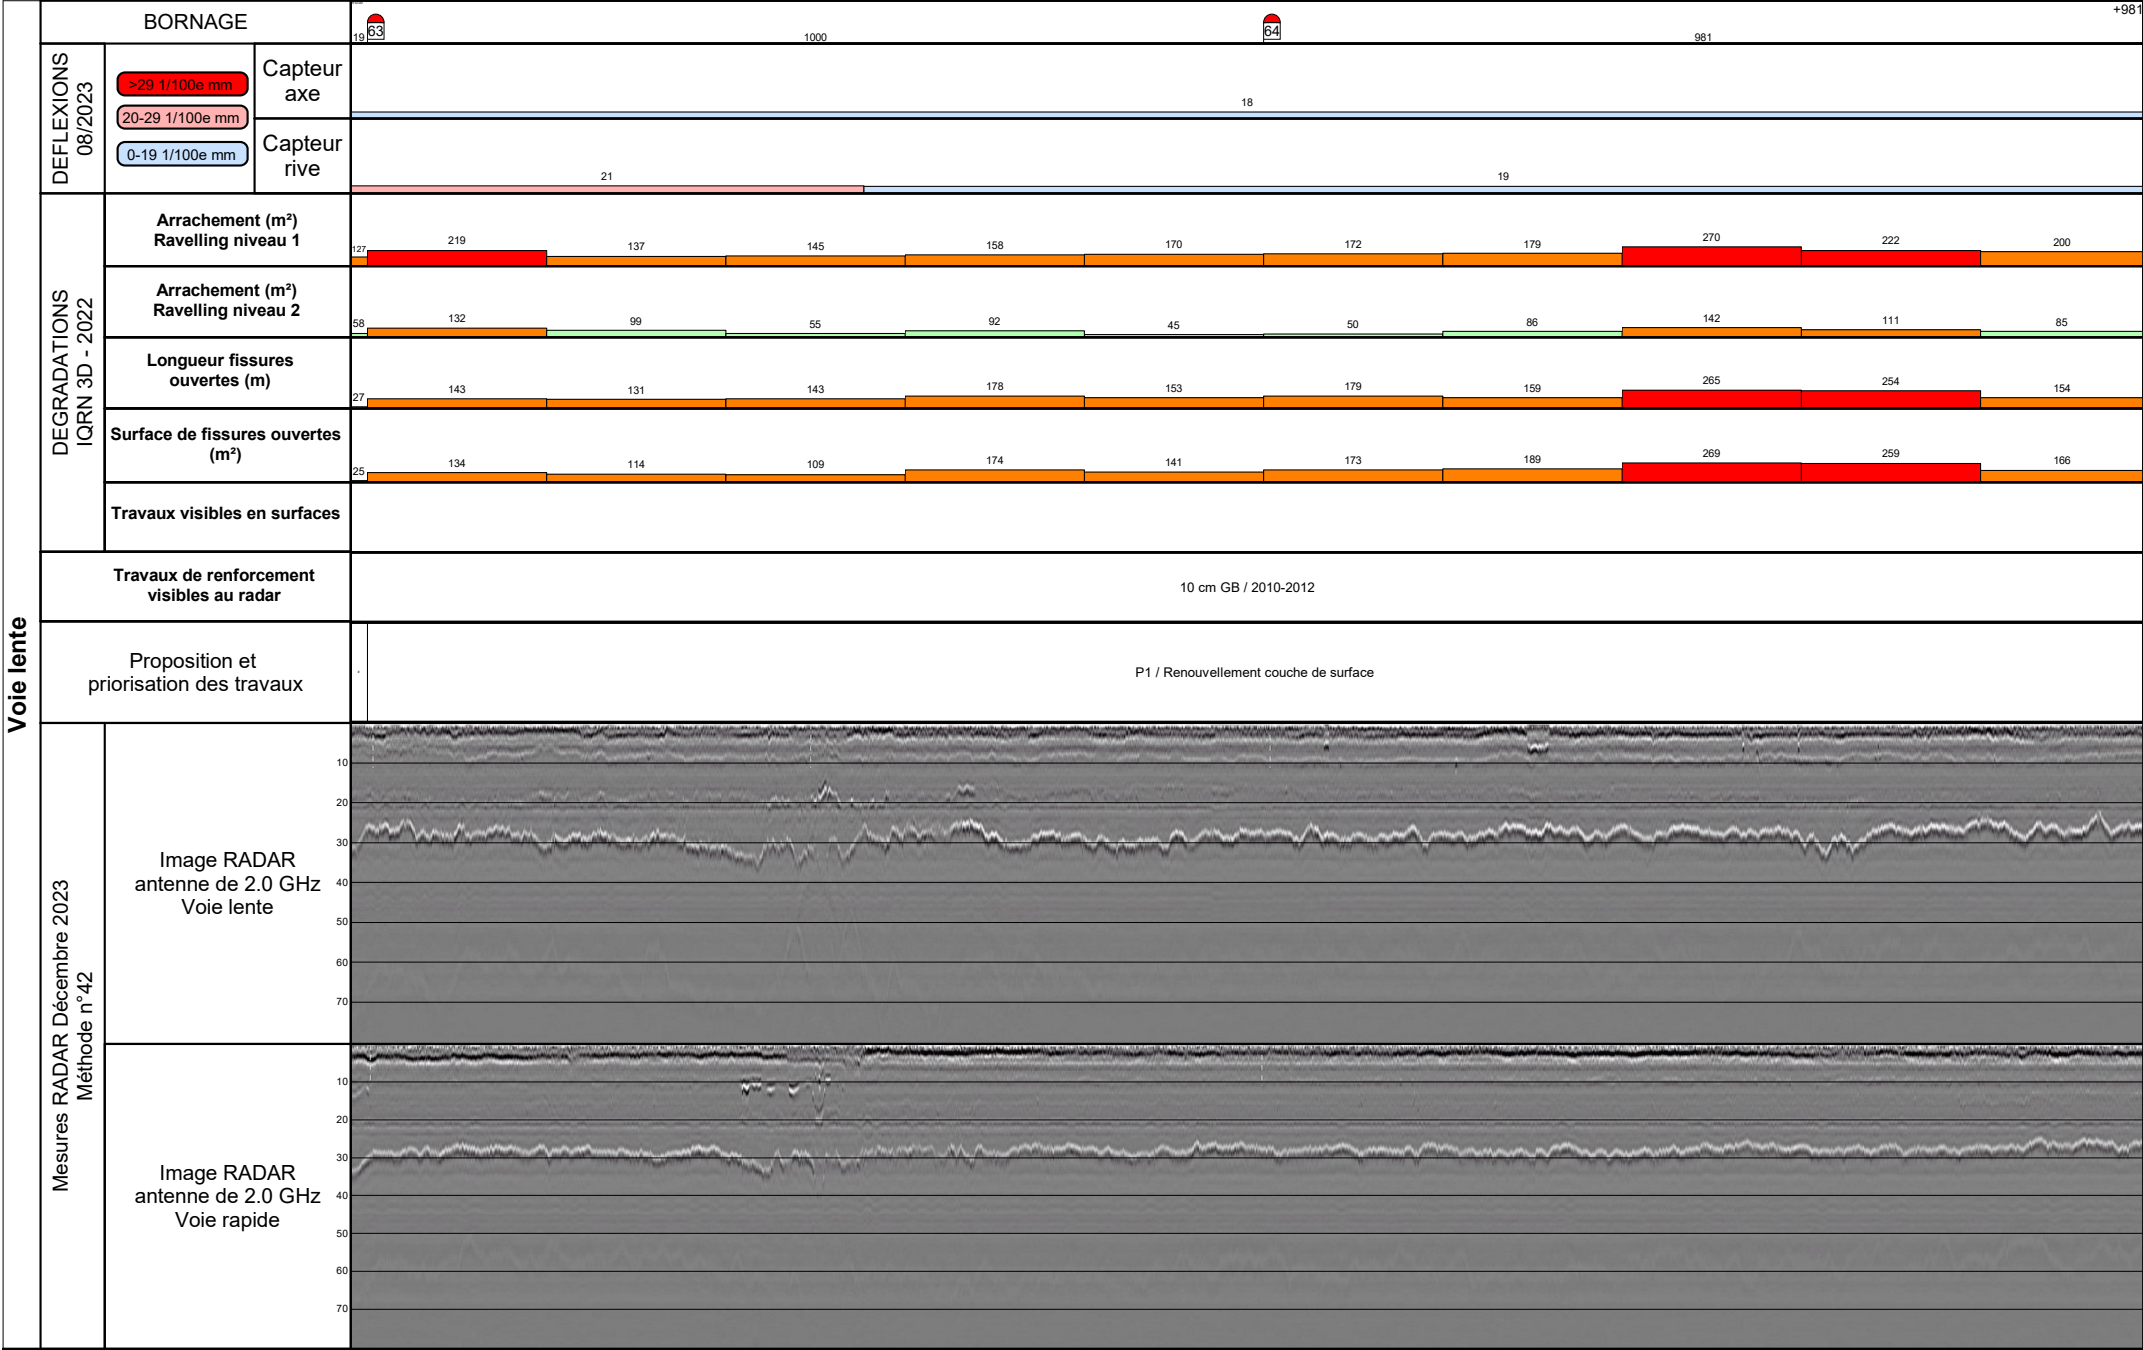 BORNAGE
19
63
1000
64
981
+981
Voie lente
DEFLEXIONS
08/2023
>29 1/100e mm
20-29 1/100e mm
0-19 1/100e mm
Capteur
axe
18
Capteur
rive
21
19
DEGRADATIONS
IQRN 3D - 2022
Arrachement (m²)
Ravelling niveau 1
127
219
137
145
158
170
172
179
270
222
200
Arrachement (m²)
Ravelling niveau 2
58
132
99
55
92
45
50
86
142
111
85
Longueur fissures
ouvertes (m)
27
143
131
143
178
153
179
159
265
254
154
Surface de fissures ouvertes
(m²)
25
134
114
109
174
141
173
189
269
259
166
Travaux visibles en surfaces
Travaux de renforcement
visibles au radar
10 cm GB / 2010-2012
Proposition et
priorisation des travaux
P1 / Renouvellement couche de surface
Mesures RADAR Décembre 2023
Méthode n°42
Image RADAR
antenne de 2.0 GHz
Voie lente
10
20
30
40
50
60
70
Image RADAR
antenne de 2.0 GHz
Voie rapide
10
20
30
40
50
60
70